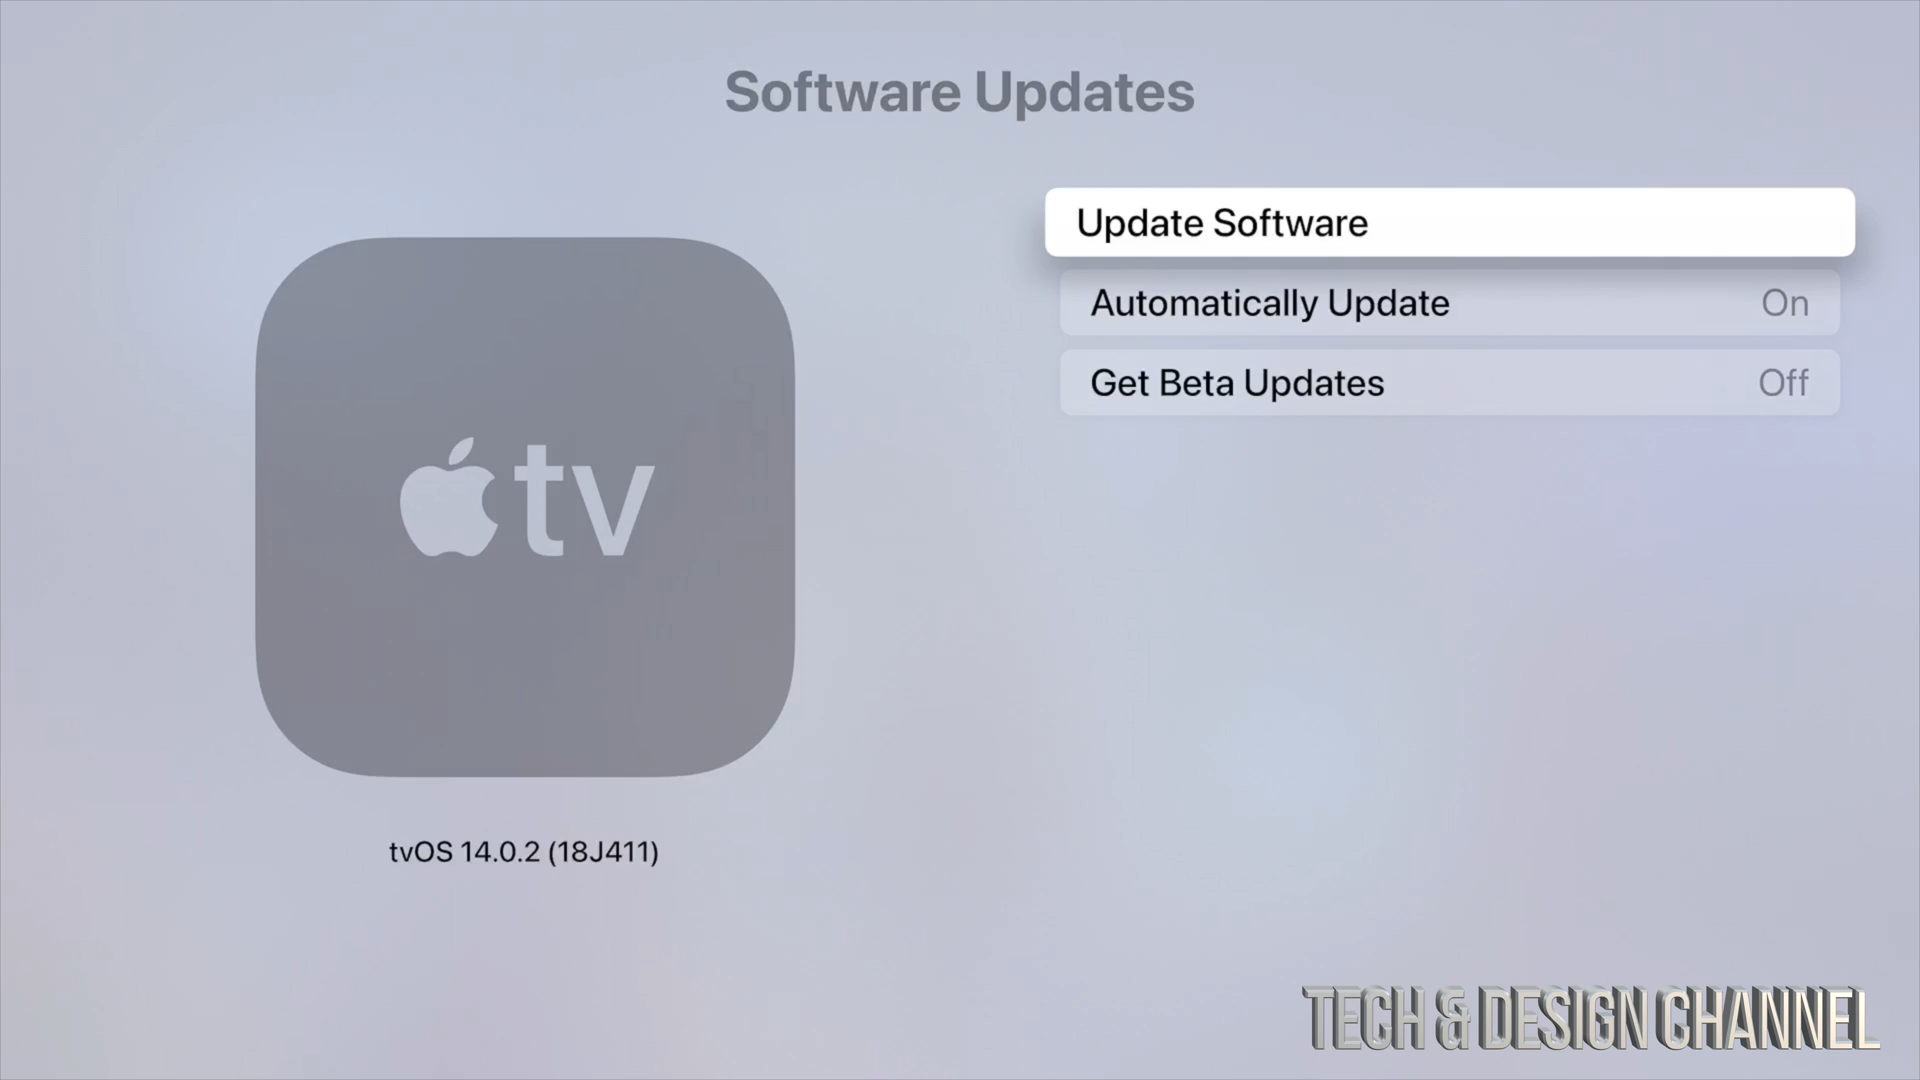 Software Updates
Update Software
Automatically Update On
Get Beta Updates Off
tv
tvOS 14.0.2 (18J411)
TECH & DESIGN CHANNEL